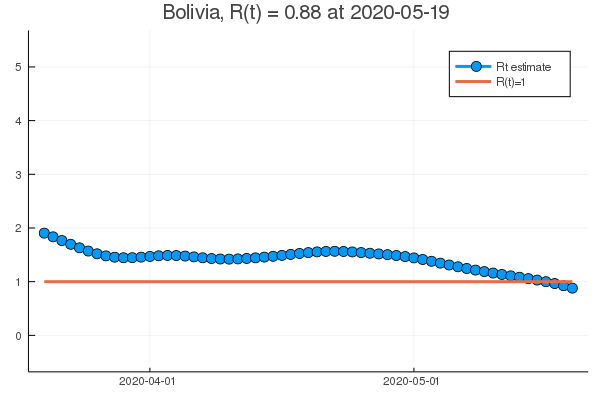 Bolivia, R(t) = 0.88 at 2020-05-19
5
4
3
2
1
0
Rt estimate
R(t)=1
2020-04-01
2020-05-01